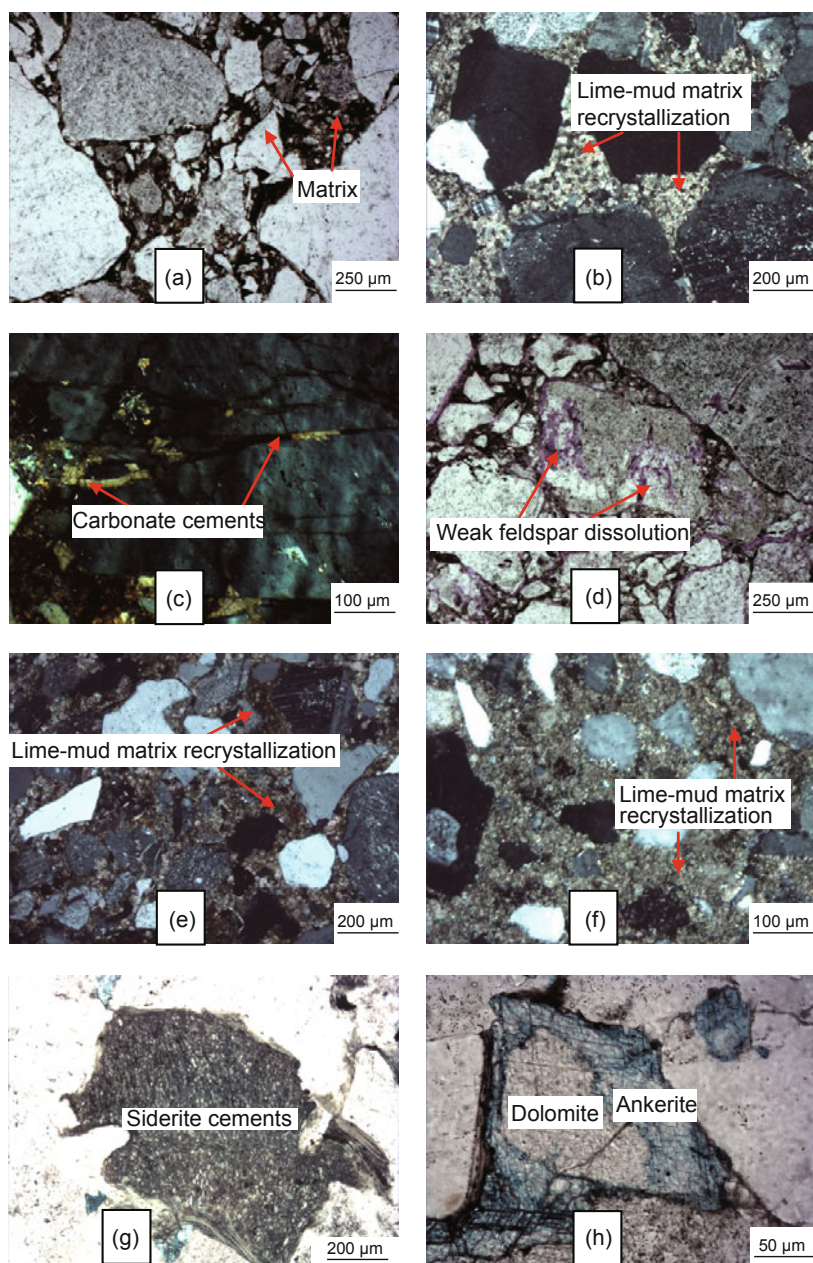 Matrix
(a)
250 µm
Lime-mud matrix
recrystallization
(b)
200 µm
Carbonate cements
(c)
100 µm
Weak feldspar dissolution
(d)
250 µm
Lime-mud matrix recrystallization
(e)
200 µm
Lime-mud matrix
recrystallization
(f)
100 µm
Siderite cements
(g)
200 µm
Dolomite
Ankerite
(h)
50 µm